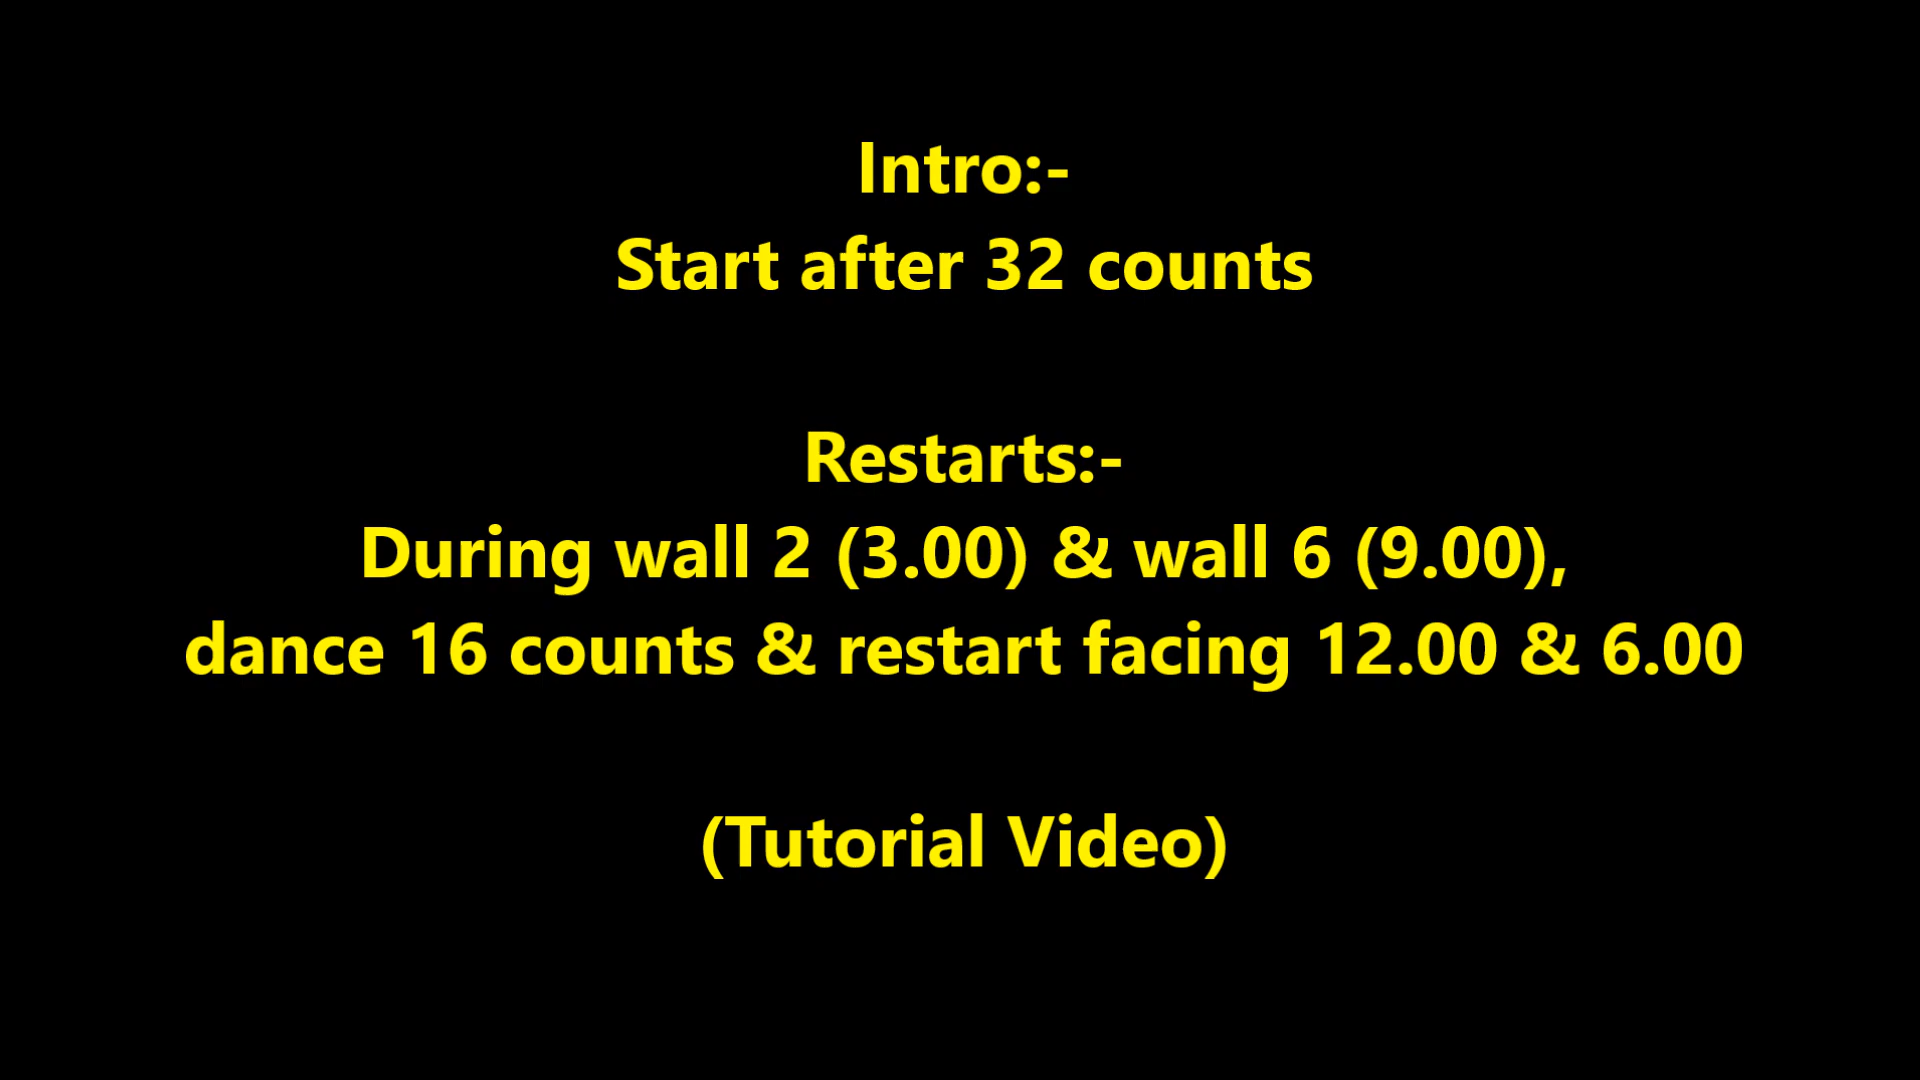 Intro:-
Start after 32 counts
Restarts:-
During wall 2 (3.00) & wall 6 (9.00),
dance 16 counts & restart facing 12.00 & 6.00
(Tutorial Video)